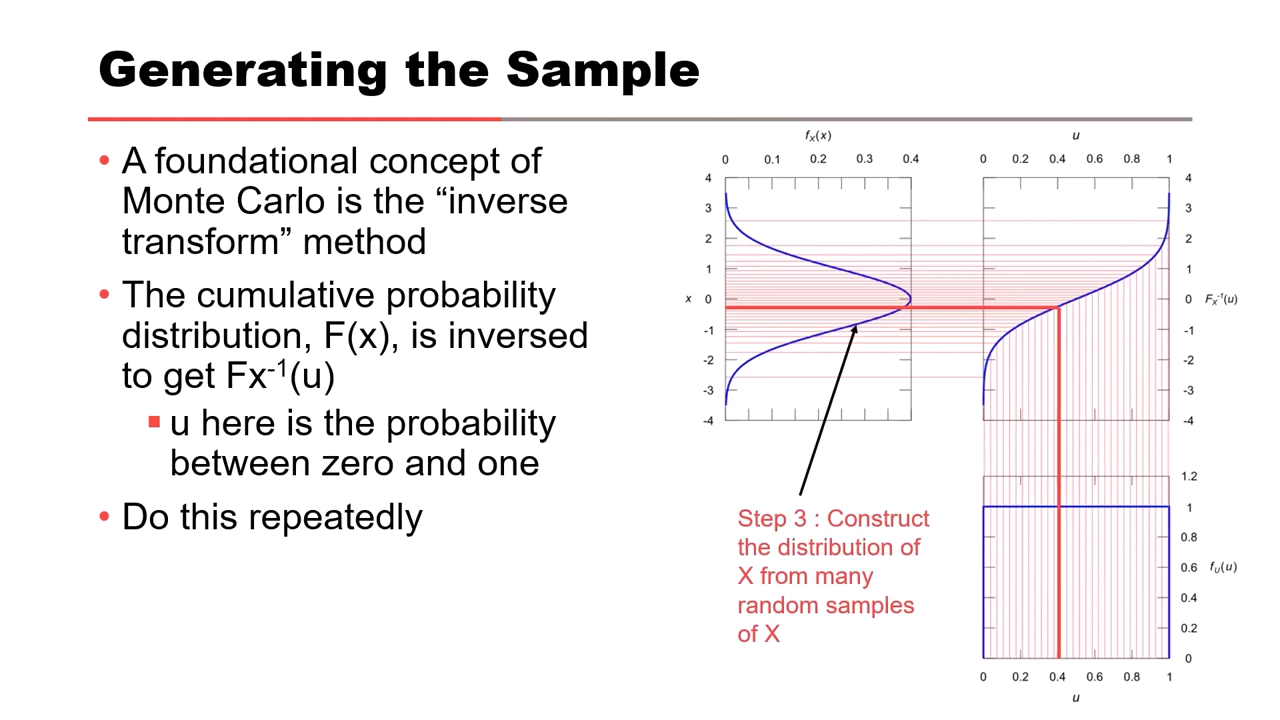 Generating the Sample
• A foundational concept of
Monte Carlo is the “inverse
transform” method
• The cumulative probability
distribution, F(x), is inversed
to get Fx⁻¹(u)
▪ u here is the probability
between zero and one
• Do this repeatedly
fX(x)
0 0.1 0.2 0.3 0.4
4
3
2
1
x 0
-1
-2
-3
-4
u
0 0.2 0.4 0.6 0.8 1
4
3
2
1
0 FX⁻¹(u)
-1
-2
-3
-4
Step 3 : Construct
the distribution of
X from many
random samples
of X
1.2
1
0.8
0.6 fU(u)
0.4
0.2
0
0 0.2 0.4 0.6 0.8 1
u